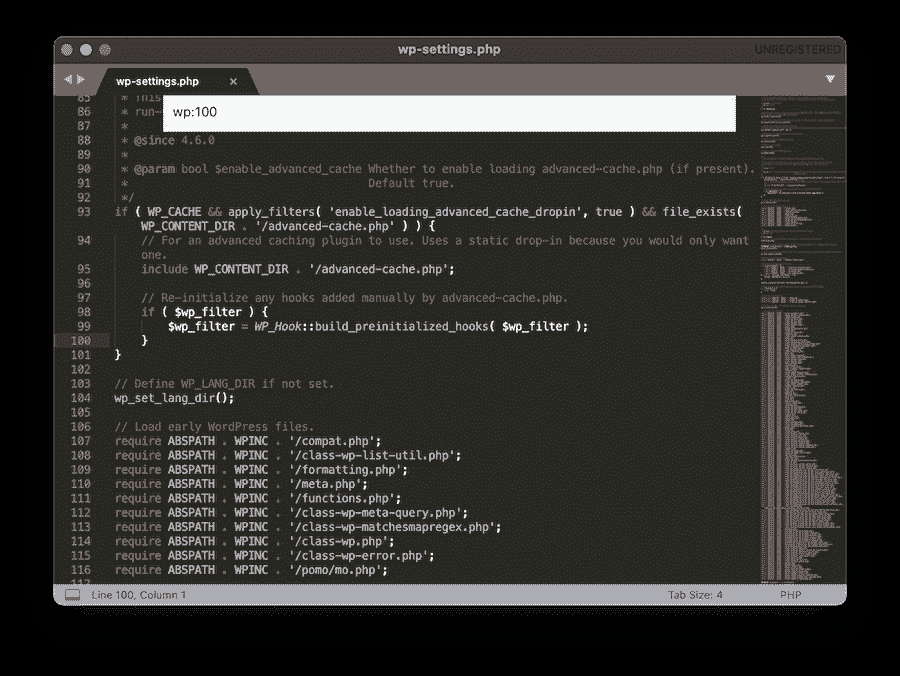 wp-settings.php
UNREGISTERED
wp-settings.php ×
wp:100
85 * This
86 * run-
87 *
88 * @since 4.6.0
89 *
90 * @param bool $enable_advanced_cache Whether to enable loading advanced-cache.php (if present).
91 * Default true.
92 */
93 if ( WP_CACHE && apply_filters( 'enable_loading_advanced_cache_dropin', true ) && file_exists(
WP_CONTENT_DIR . '/advanced-cache.php' ) ) {
94 // For an advanced caching plugin to use. Uses a static drop-in because you would only want
one.
95 include WP_CONTENT_DIR . '/advanced-cache.php';
96
97 // Re-initialize any hooks added manually by advanced-cache.php.
98 if ( $wp_filter ) {
99 $wp_filter = WP_Hook::build_preinitialized_hooks( $wp_filter );
100 }
101 }
102
103 // Define WP_LANG_DIR if not set.
104 wp_set_lang_dir();
105
106 // Load early WordPress files.
107 require ABSPATH . WPINC . '/compat.php';
108 require ABSPATH . WPINC . '/class-wp-list-util.php';
109 require ABSPATH . WPINC . '/formatting.php';
110 require ABSPATH . WPINC . '/meta.php';
111 require ABSPATH . WPINC . '/functions.php';
112 require ABSPATH . WPINC . '/class-wp-meta-query.php';
113 require ABSPATH . WPINC . '/class-wp-matchesmapregex.php';
114 require ABSPATH . WPINC . '/class-wp.php';
115 require ABSPATH . WPINC . '/class-wp-error.php';
116 require ABSPATH . WPINC . '/pomo/mo.php';
117
Line 100, Column 1
Tab Size: 4
PHP